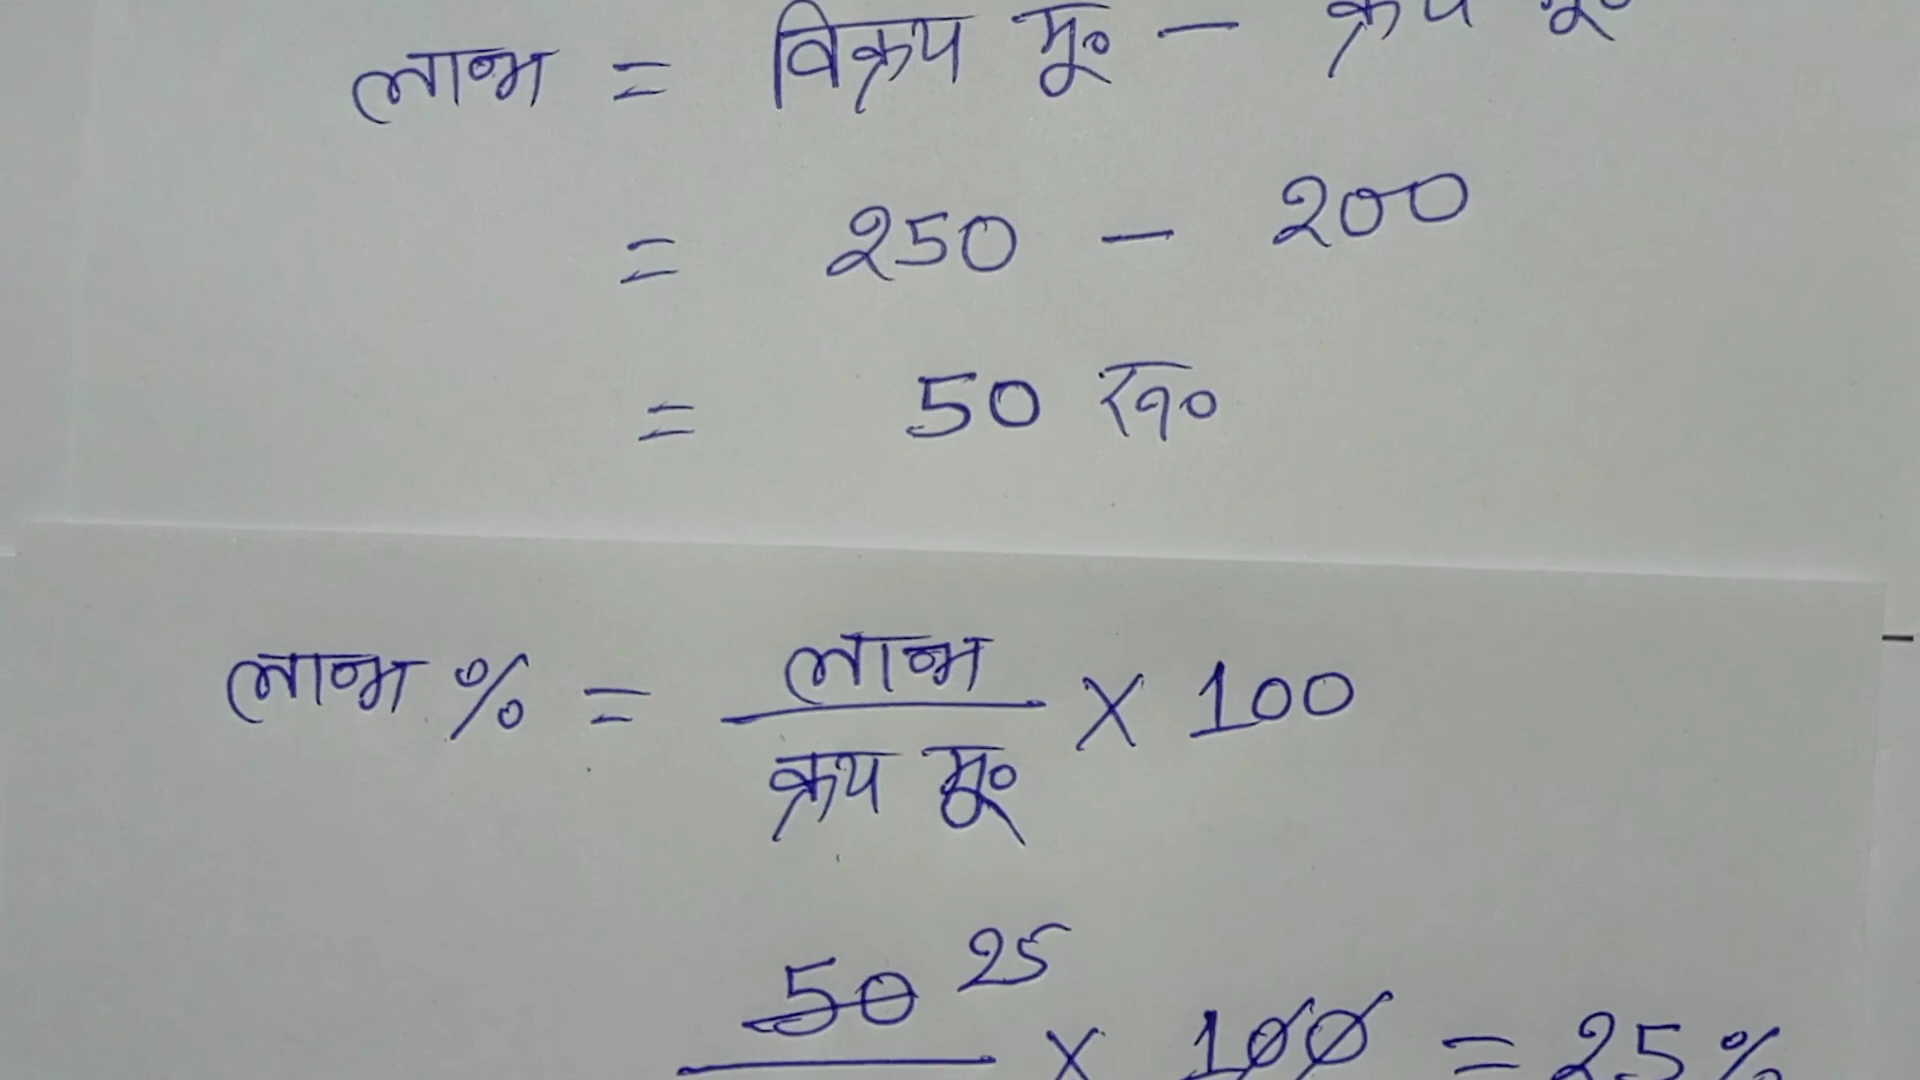 लाभ = विक्रय मू० - क्रय मू०
= 250 - 200
= 50 रू०
लाभ % = लाभ / क्रय मू० × 100
50 25 × 100 = 25%